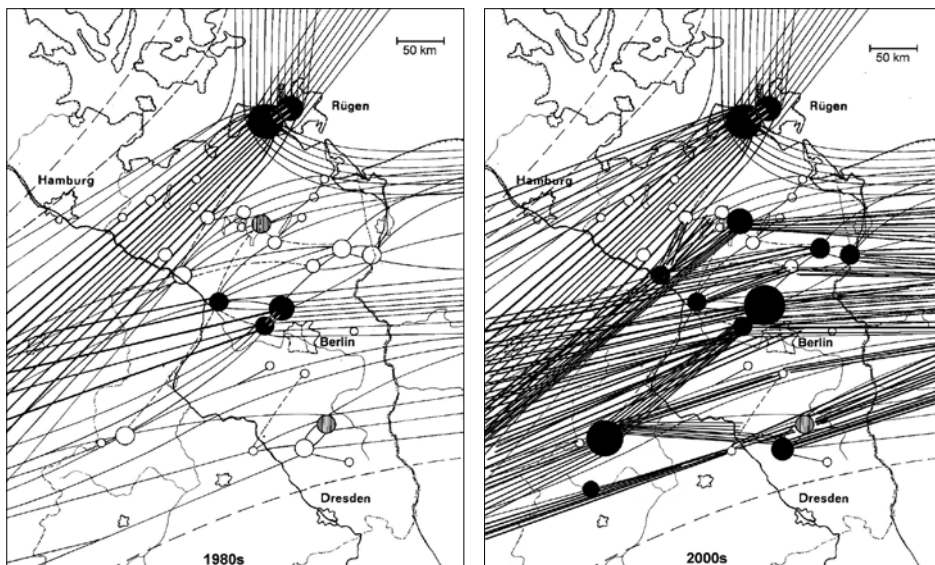 50 km
Rügen
Hamburg
Berlin
Dresden
1980s
50 km
Rügen
Hamburg
Berlin
Dresden
2000s